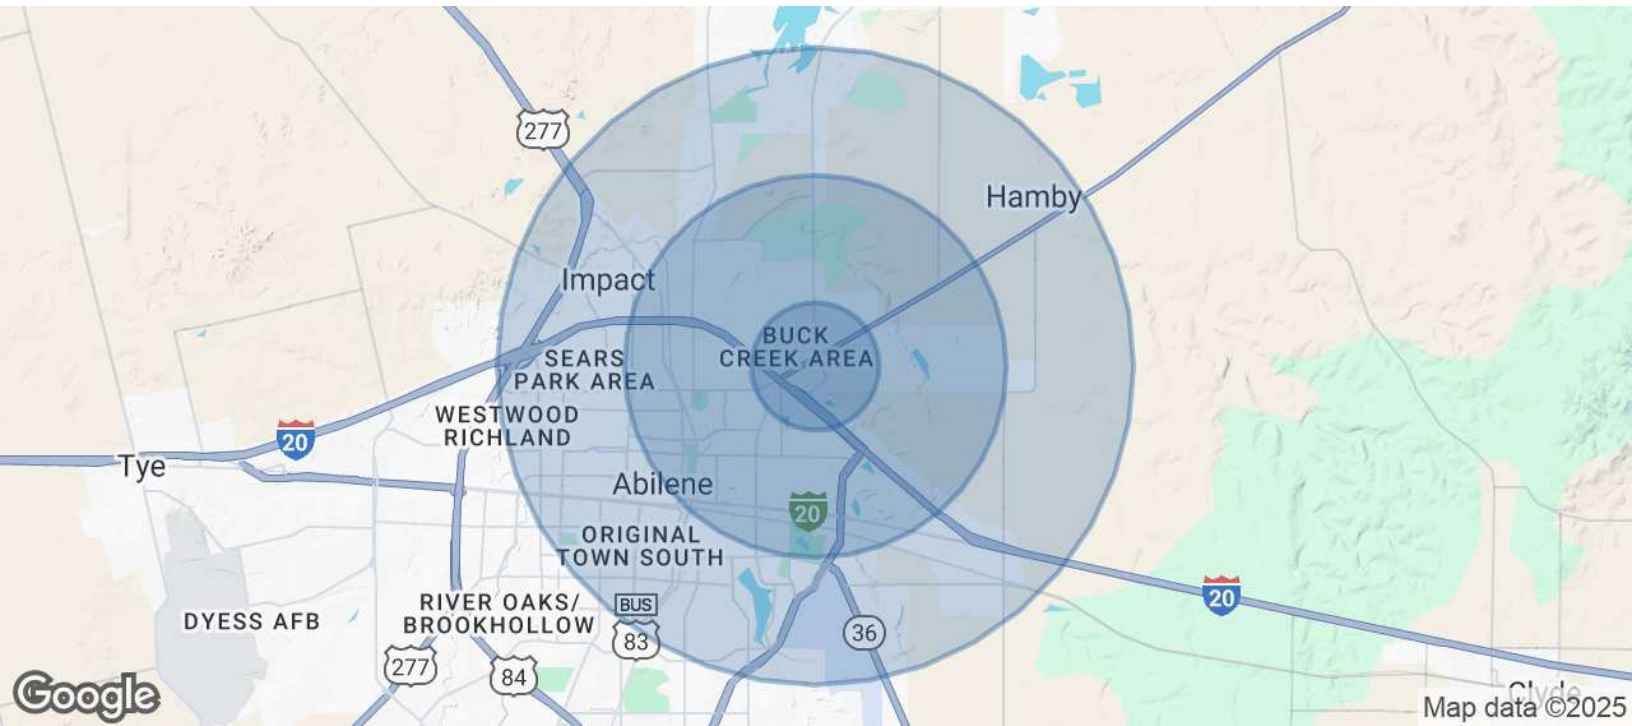 277
Hamby
Impact
BUCK
CREEK AREA
SEARS
PARK AREA
WESTWOOD
RICHLAND
20
Tye
Abilene
20
ORIGINAL
TOWN SOUTH
20
RIVER OAKS/
BROOKHOLLOW
BUS
83
DYESS AFB
36
277
84
Clyde
Google
Map data ©2025